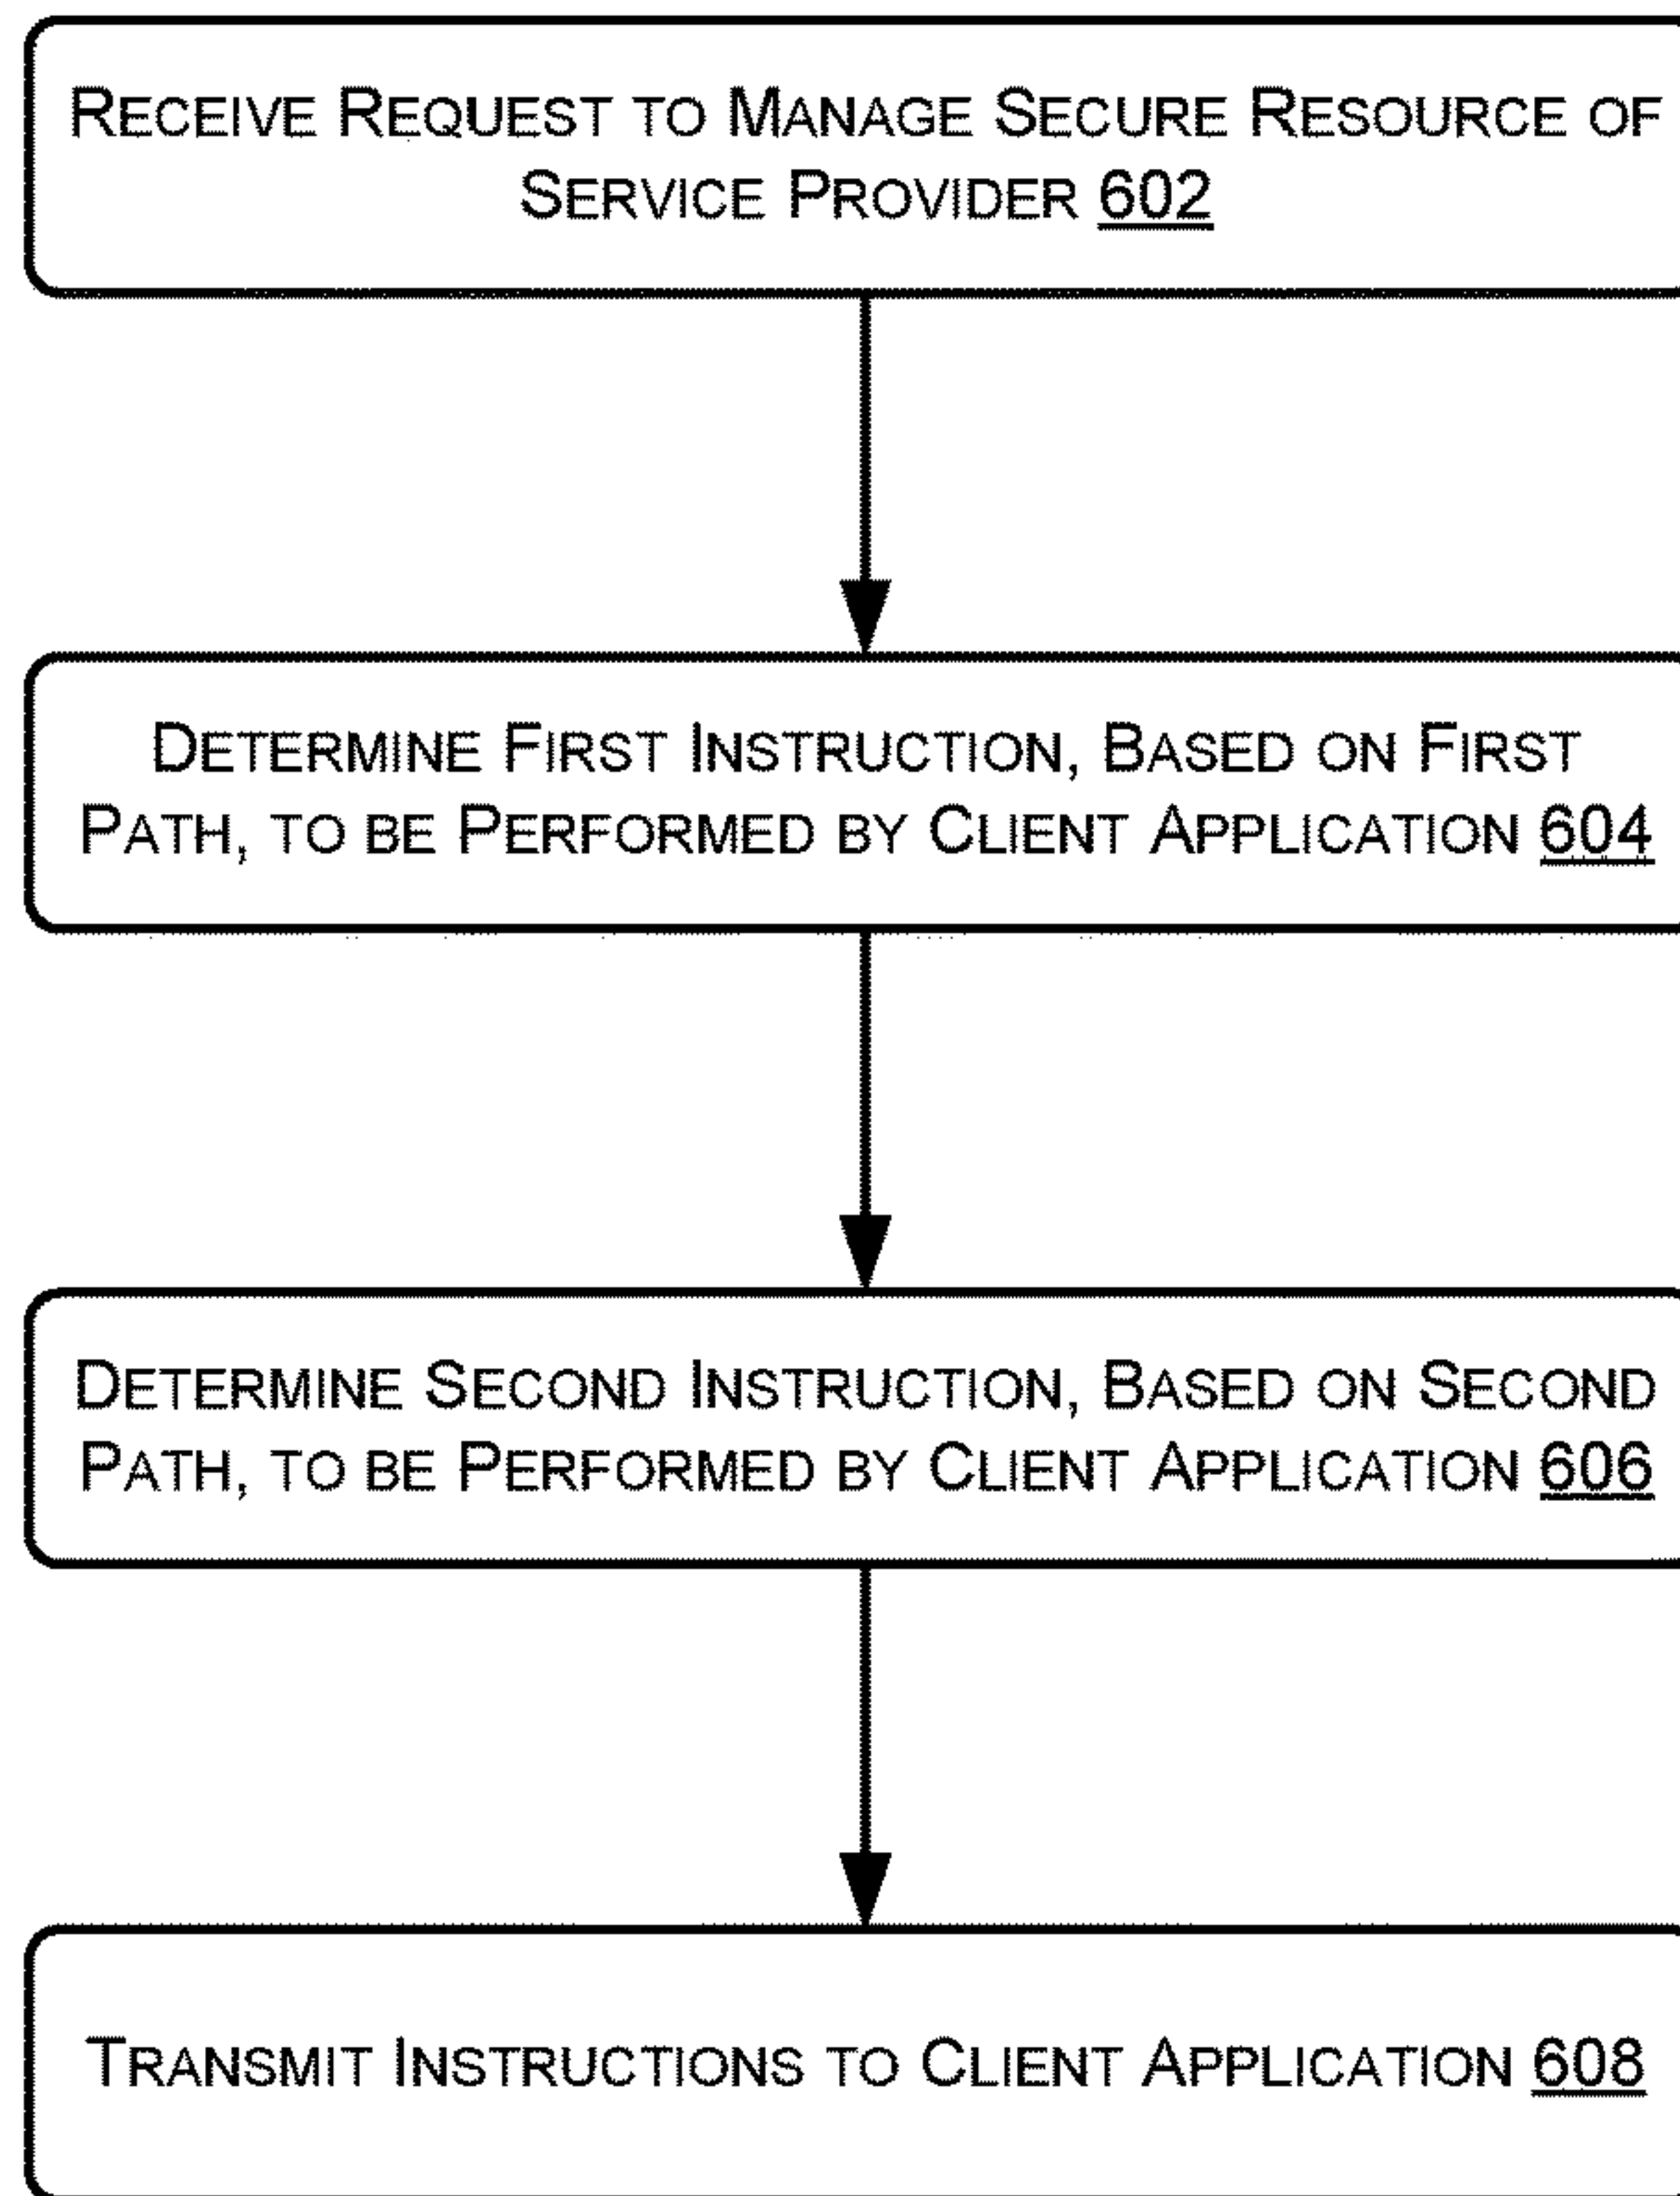 RECEIVE REQUEST TO MANAGE SECURE RESOURCE OF
SERVICE PROVIDER 602
DETERMINE FIRST INSTRUCTION, BASED ON FIRST
PATH, TO BE PERFORMED BY CLIENT APPLICATION 604
DETERMINE SECOND INSTRUCTION, BASED ON SECOND
PATH, TO BE PERFORMED BY CLIENT APPLICATION 606
TRANSMIT INSTRUCTIONS TO CLIENT APPLICATION 608